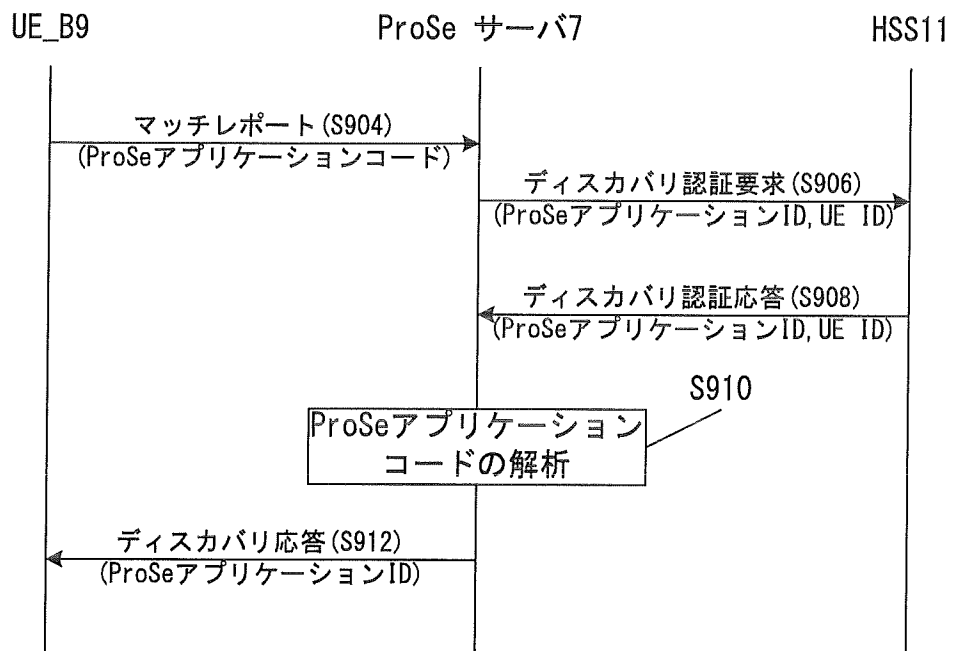 UE_B9
ProSe サーバ7
HSS11
マッチレポート(S904)
(ProSeアプリケーションコード)
ディスカバリ認証要求(S906)
(ProSeアプリケーションID,UE ID)
ディスカバリ認証応答(S908)
(ProSeアプリケーションID,UE ID)
S910
ProSeアプリケーション
コードの解析
ディスカバリ応答(S912)
(ProSeアプリケーションID)